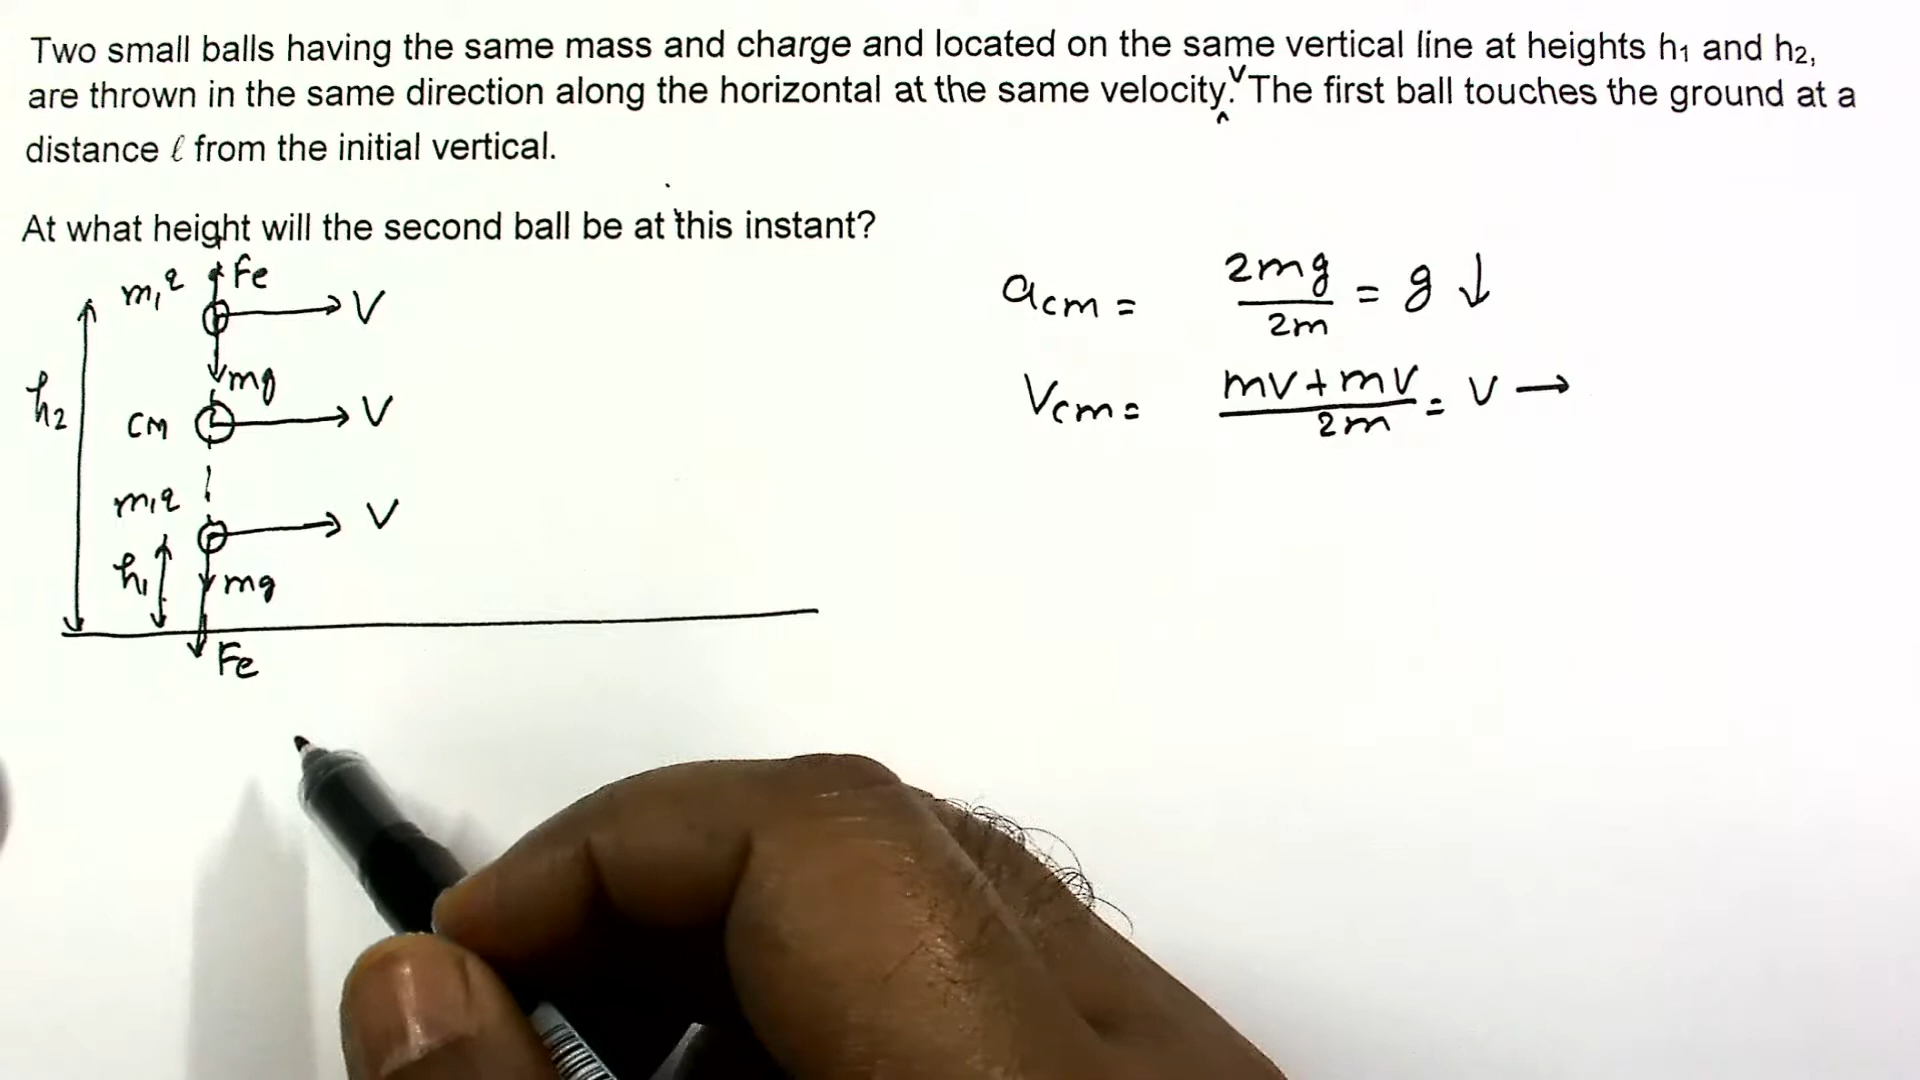 Two small balls having the same mass and charge and located on the same vertical line at heights h₁ and h₂,
are thrown in the same direction along the horizontal at the same velocity. V The first ball touches the ground at a
distance ℓ from the initial vertical.
At what height will the second ball be at this instant?
m,q Fe
V
mg
h₂
CM V
m,q V
h₁
mg
Fe
acm = 2mg/2m = g ↓
Vcm = mv+mv/2m = V →